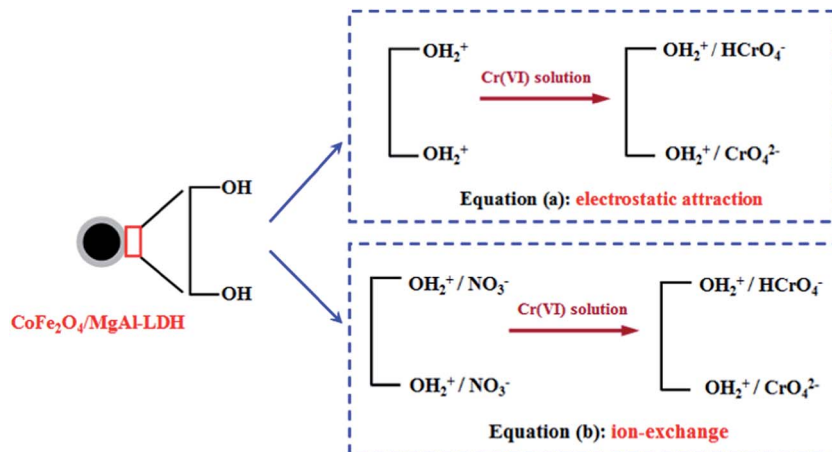 OH
OH
CoFe₂O₄/MgAl-LDH
OH₂⁺
OH₂⁺
Cr(VI) solution
OH₂⁺ / HCrO₄⁻
OH₂⁺ / CrO₄²⁻
Equation (a): electrostatic attraction
OH₂⁺ / NO₃⁻
OH₂⁺ / NO₃⁻
Cr(VI) solution
OH₂⁺ / HCrO₄⁻
OH₂⁺ / CrO₄²⁻
Equation (b): ion-exchange